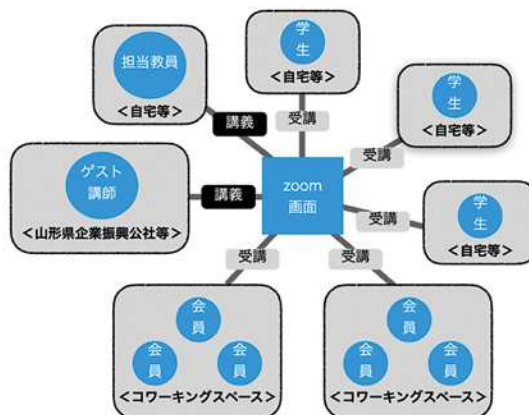 担当教員
<自宅等>
学
生
<自宅等>
学
生
<自宅等>
講義
受講
受講
ゲスト
講師
<山形県企業振興公社等>
講義
zoom
画面
受講
学
生
<自宅等>
受講
受講
会
員
会
員
会
員
<コワーキングスペース>
会
員
会
員
会
員
<コワーキングスペース>